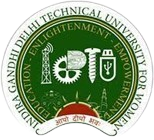 INDIRA GANDHI DELHI TECHNICAL UNIVERSITY FOR WOMEN
EDUCATION - ENLIGHTENMENT - EMPOWERMENT